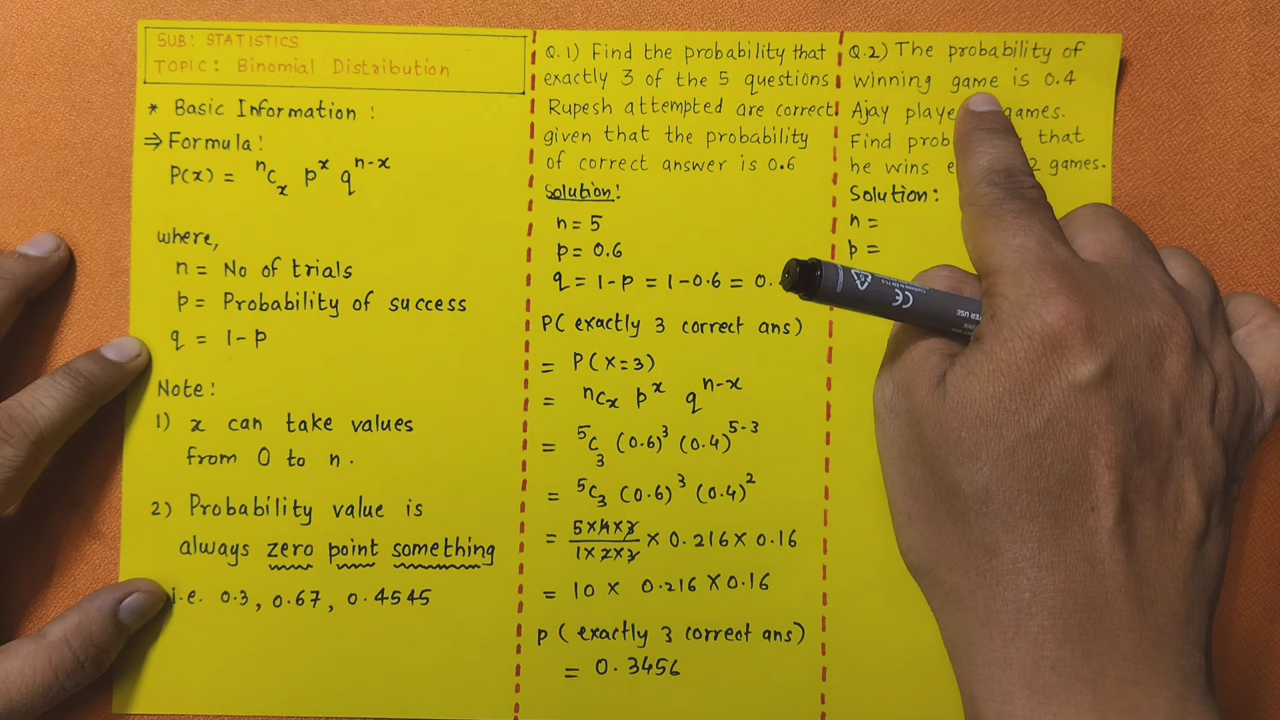 SUB: STATISTICS
TOPIC: Binomial Distribution
* Basic Information :
⇒ Formula :
P(x) = ⁿCₓ pˣ qⁿ⁻ˣ
where,
n = No of trials
p = Probability of success
q = 1-p
Note :
1) x can take values
from 0 to n.
2) Probability value is
always zero point something
i.e. 0.3, 0.67, 0.4545
Q.1) Find the probability that
exactly 3 of the 5 questions
Rupesh attempted are correct
given that the probability
of correct answer is 0.6
Solution:
n = 5
p = 0.6
q = 1-p = 1-0.6 = 0.
P( exactly 3 correct ans)
= P(X=3)
= ⁿCₓ pˣ qⁿ⁻ˣ
= ⁵C₃ (0.6)³ (0.4)⁵⁻³
= ⁵C₃ (0.6)³ (0.4)²
= 5×4×3/1×2×3 × 0.216 × 0.16
= 10 × 0.216 × 0.16
p ( exactly 3 correct ans)
= 0.3456
Q.2) The probability of
winning game is 0.4
Ajay games.
Find that
he wins 2 games.
Solution:
n =
p =
CE